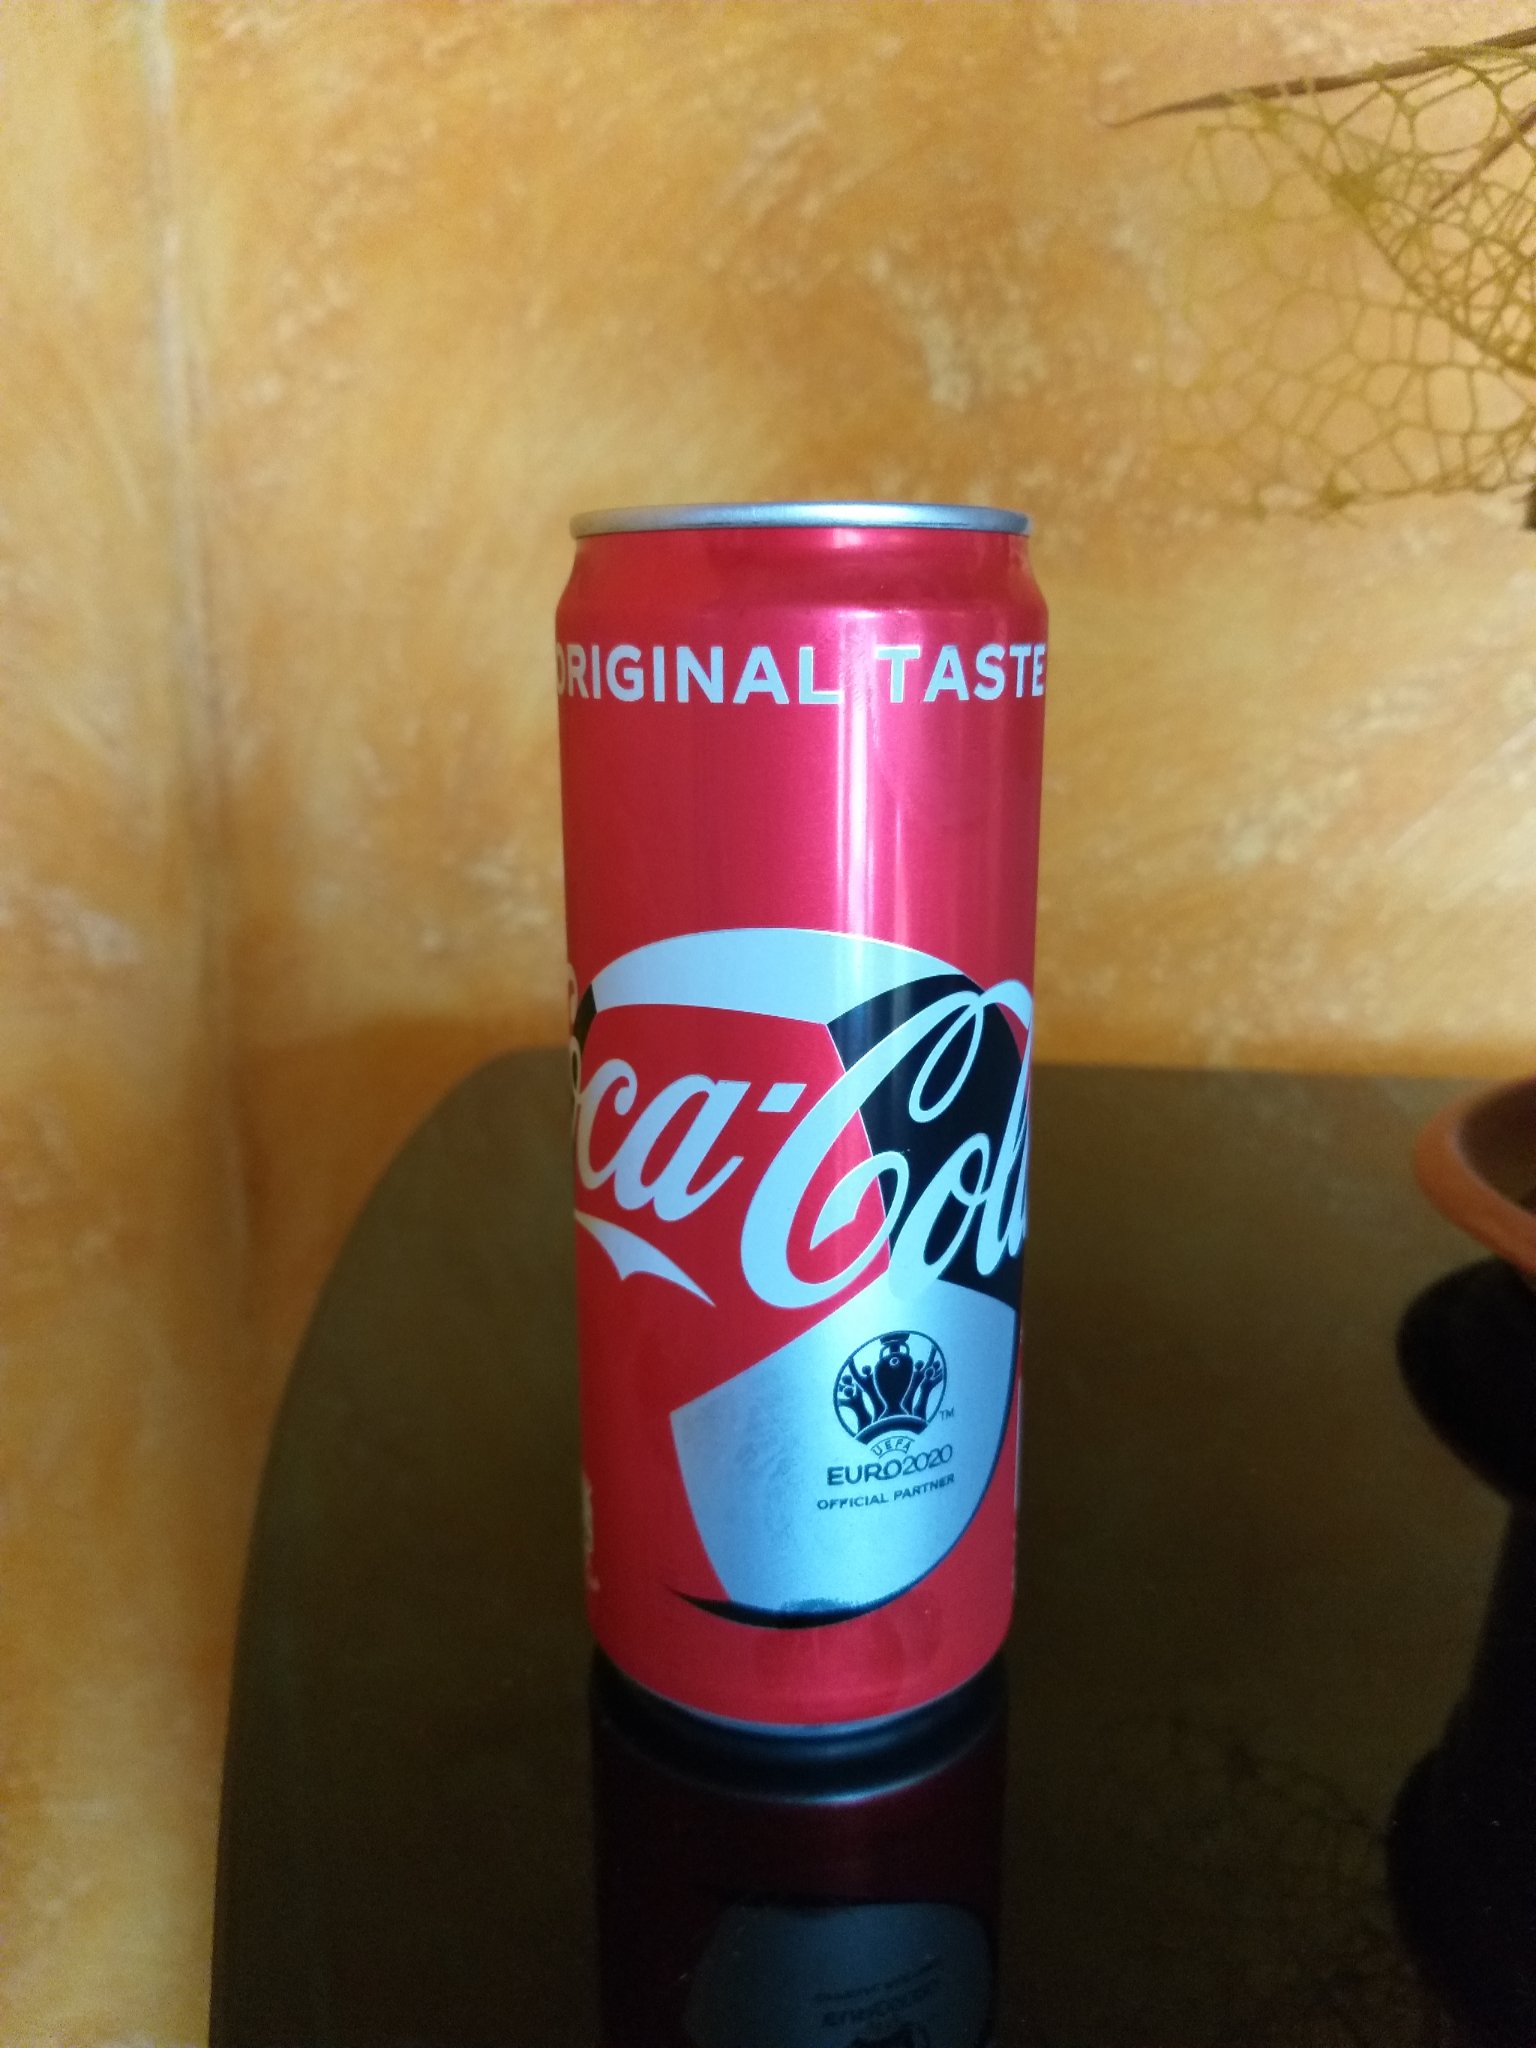 ORIGINAL TASTE
Coca-Cola
UEFA
EURO2020
OFFICIAL PARTNER